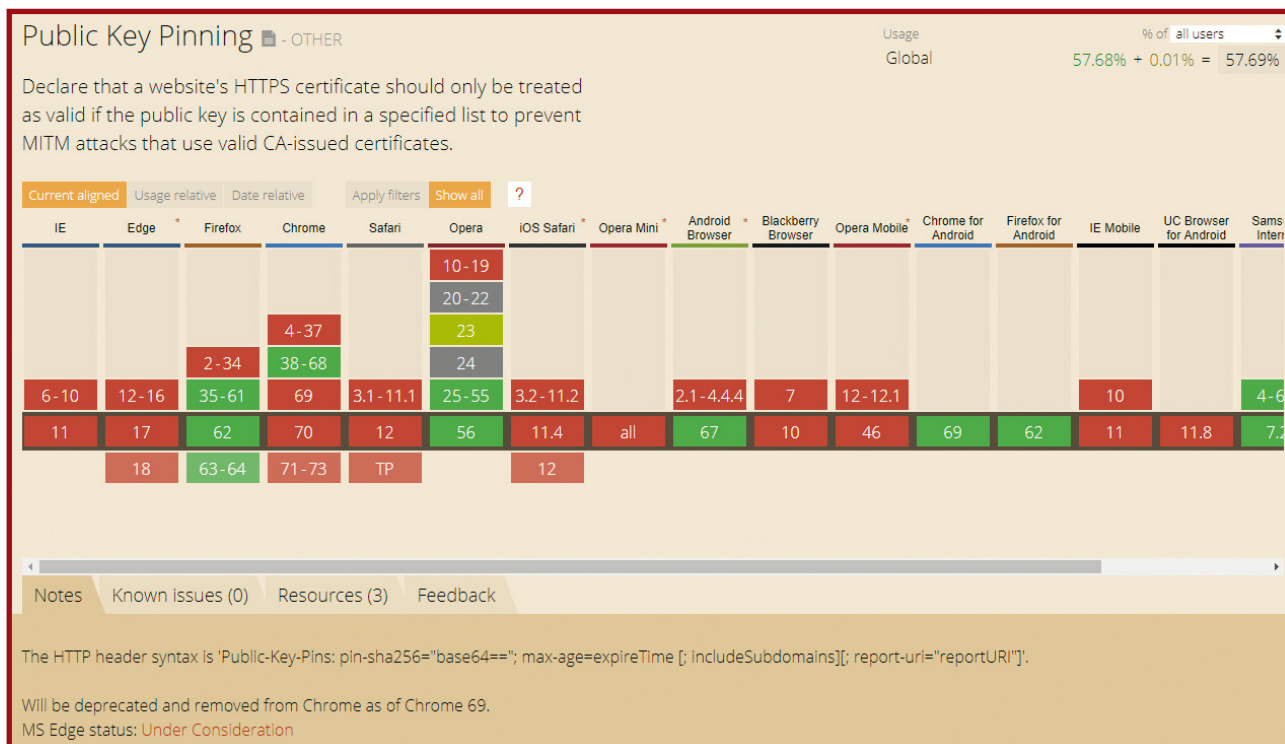 Public Key Pinning - OTHER
Usage % of all users
Global 57.68% + 0.01% = 57.69%
Declare that a website's HTTPS certificate should only be treated
as valid if the public key is contained in a specified list to prevent
MITM attacks that use valid CA-issued certificates.
Current aligned Usage relative Date relative Apply filters Show all ?
IE Edge * Firefox Chrome Safari Opera iOS Safari * Opera Mini * Android Browser * Blackberry Browser Opera Mobile * Chrome for Android Firefox for Android IE Mobile UC Browser for Android
10-19
20-22
4-37 23
2-34 38-68 24
6-10 12-16 35-61 69 3.1-11.1 25-55 3.2-11.2 2.1-4.4.4 7 12-12.1 10
11 17 62 70 12 56 11.4 all 67 10 46 69 62 11 11.8
18 63-64 71-73 TP 12
Notes Known issues (0) Resources (3) Feedback
The HTTP header syntax is 'Public-Key-Pins: pin-sha256="base64=="; max-age=expireTime [; includeSubdomains][; report-uri="reportURI"]'.
Will be deprecated and removed from Chrome as of Chrome 69.
MS Edge status: Under Consideration